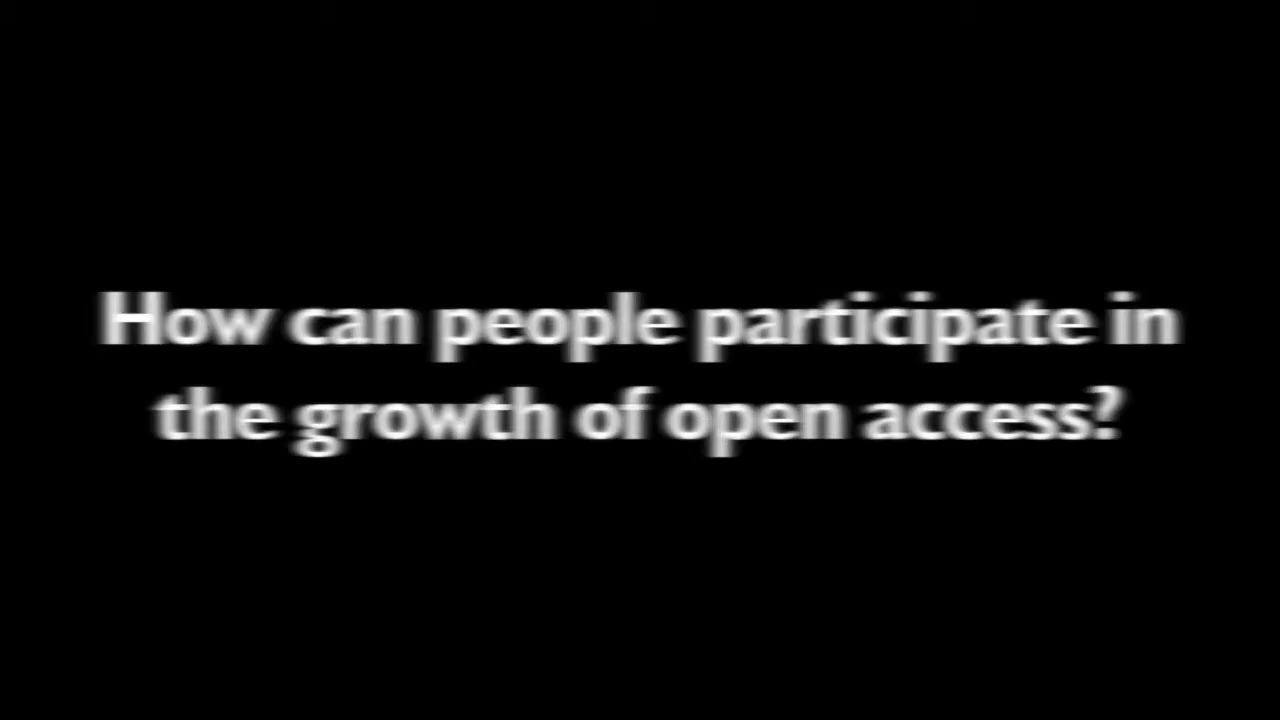 How can people participate in
the growth of open access?